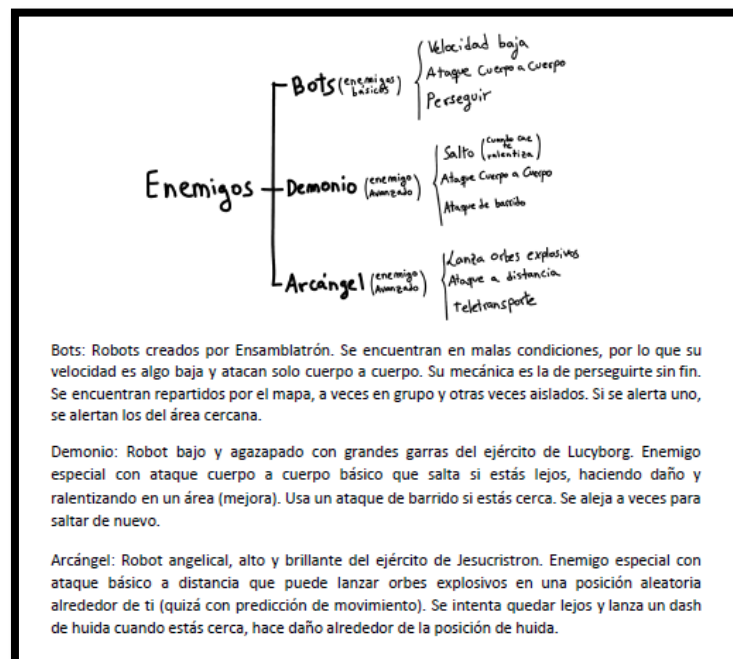 Enemigos
Bots (enemigos básicos)
Velocidad baja
Ataque Cuerpo a Cuerpo
Perseguir
Demonio (enemigo Avanzado)
Salto (Cuando cae te ralentiza)
Ataque Cuerpo a Cuerpo
Ataque de barrido
Arcángel (enemigo Avanzado)
Lanza orbes explosivos
Ataque a distancia
Teletransporte
Bots: Robots creados por Ensamblatrón. Se encuentran en malas condiciones, por lo que su
velocidad es algo baja y atacan solo cuerpo a cuerpo. Su mecánica es la de perseguirte sin fin.
Se encuentran repartidos por el mapa, a veces en grupo y otras veces aislados. Si se alerta uno,
se alertan los del área cercana.
Demonio: Robot bajo y agazapado con grandes garras del ejército de Lucyborg. Enemigo
especial con ataque cuerpo a cuerpo básico que salta si estás lejos, haciendo daño y
ralentizando en un área (mejora). Usa un ataque de barrido si estás cerca. Se aleja a veces para
saltar de nuevo.
Arcángel: Robot angelical, alto y brillante del ejército de Jesucristron. Enemigo especial con
ataque básico a distancia que puede lanzar orbes explosivos en una posición aleatoria
alrededor de ti (quizá con predicción de movimiento). Se intenta quedar lejos y lanza un dash
de huida cuando estás cerca, hace daño alrededor de la posición de huida.